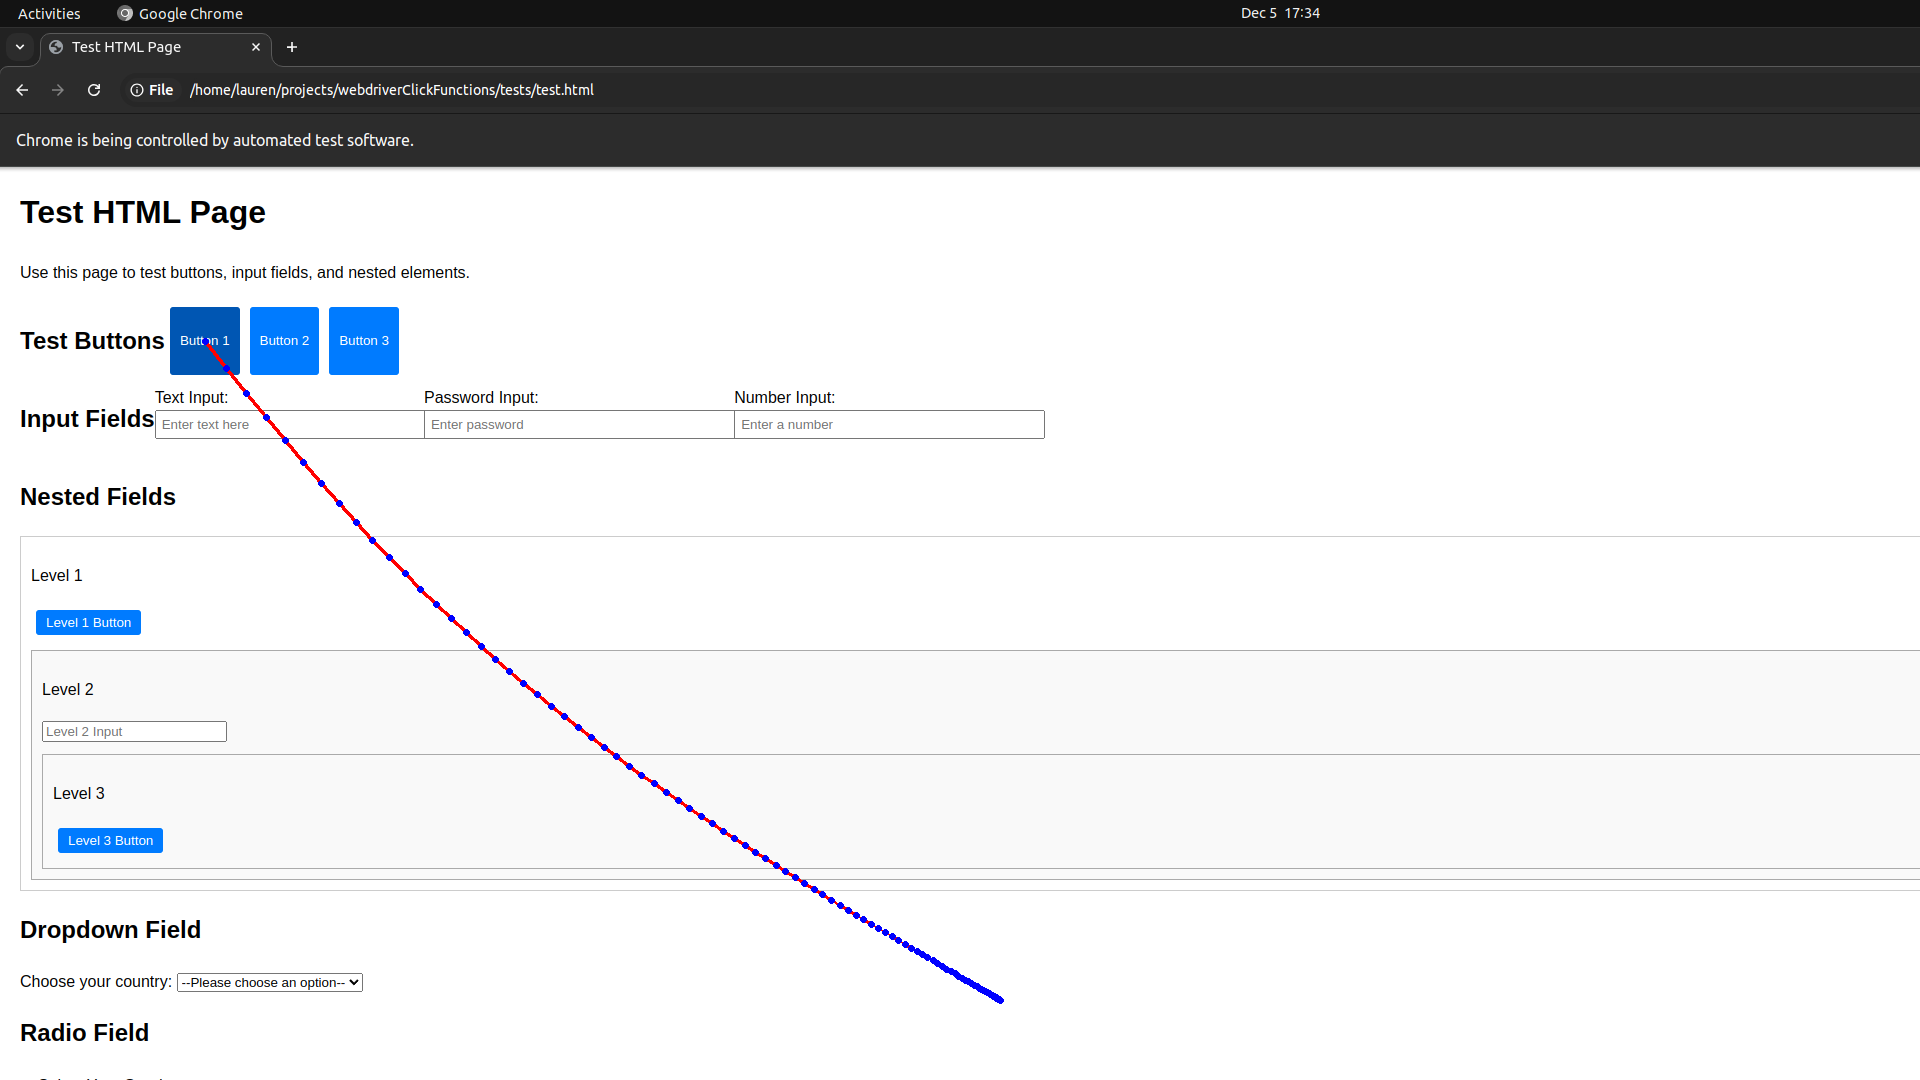 Activities Google Chrome Dec 5 17:34
Test HTML Page
File /home/lauren/projects/webdriverClickFunctions/tests/test.html
Chrome is being controlled by automated test software.
Test HTML Page
Use this page to test buttons, input fields, and nested elements.
Test Buttons Button 1 Button 2 Button 3
Text Input: Password Input: Number Input:
Input Fields Enter text here Enter password Enter a number
Nested Fields
Level 1
Level 1 Button
Level 2
Level 2 Input
Level 3
Level 3 Button
Dropdown Field
Choose your country: --Please choose an option--
Radio Field